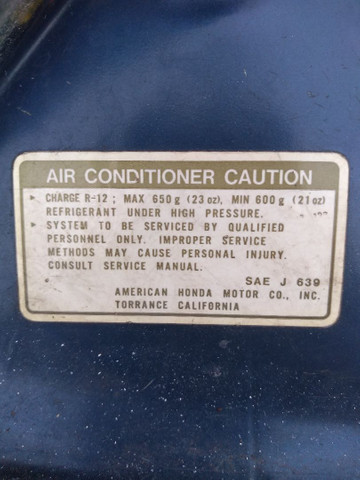 AIR CONDITIONER CAUTION
▸ CHARGE R-12 ; MAX 650 g (23 oz), MIN 600 g (21 oz)
REFRIGERANT UNDER HIGH PRESSURE.
▸ SYSTEM TO BE SERVICED BY QUALIFIED
PERSONNEL ONLY. IMPROPER SERVICE
METHODS MAY CAUSE PERSONAL INJURY.
CONSULT SERVICE MANUAL.
SAE J 639
AMERICAN HONDA MOTOR CO., INC.
TORRANCE CALIFORNIA